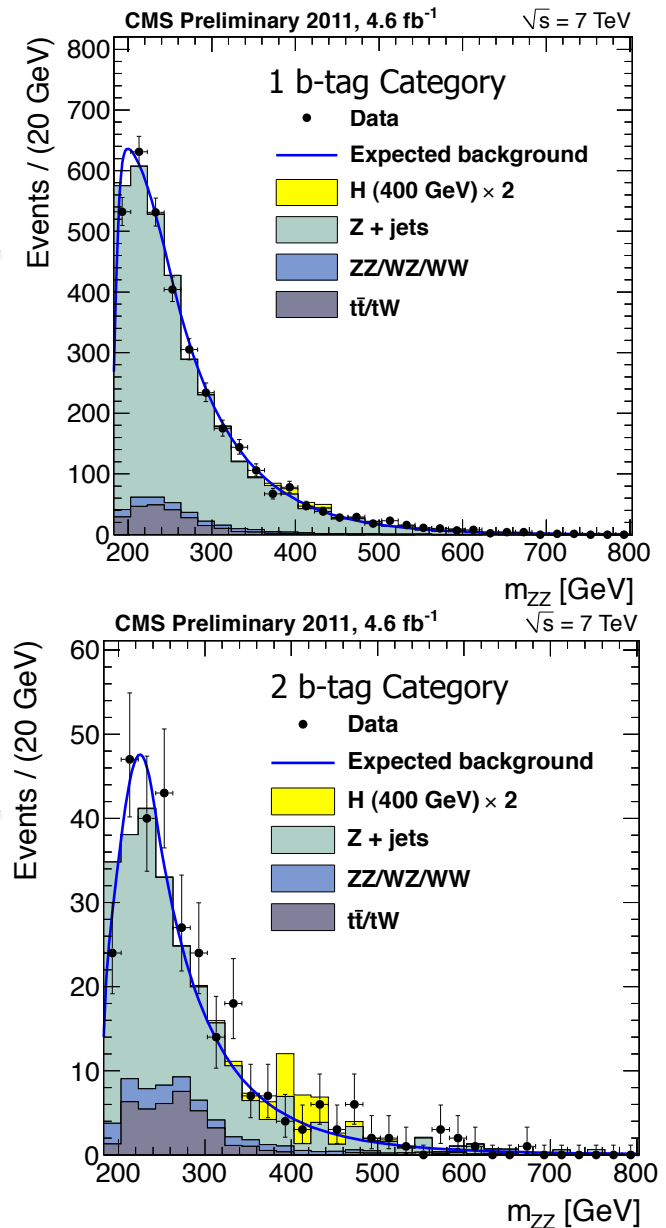 CMS Preliminary 2011, 4.6 fb⁻¹ √s = 7 TeV
Events / (20 GeV)
800
700
600
500
400
300
200
100
0
1 b-tag Category
Data
Expected background
H (400 GeV) × 2
Z + jets
ZZ/WZ/WW
tt̄/tW
200 300 400 500 600 700 800
m_ZZ [GeV]
CMS Preliminary 2011, 4.6 fb⁻¹ √s = 7 TeV
Events / (20 GeV)
60
50
40
30
20
10
0
2 b-tag Category
Data
Expected background
H (400 GeV) × 2
Z + jets
ZZ/WZ/WW
tt̄/tW
200 300 400 500 600 700 800
m_ZZ [GeV]